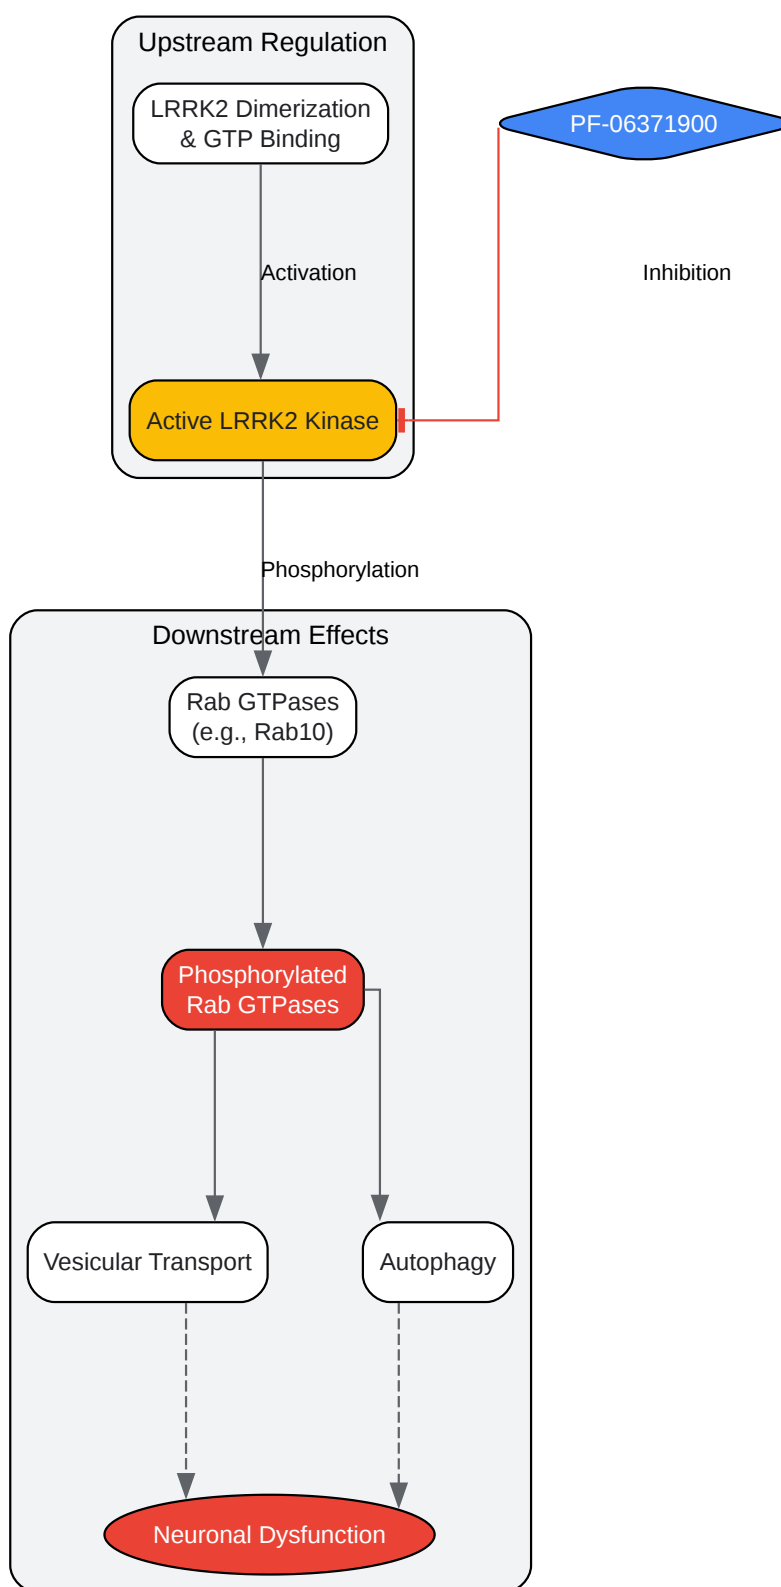 Upstream Regulation
LRRK2 Dimerization
& GTP Binding
PF-06371900
Activation
Inhibition
Active LRRK2 Kinase
Phosphorylation
Downstream Effects
Rab GTPases
(e.g., Rab10)
Phosphorylated
Rab GTPases
Vesicular Transport
Autophagy
Neuronal Dysfunction